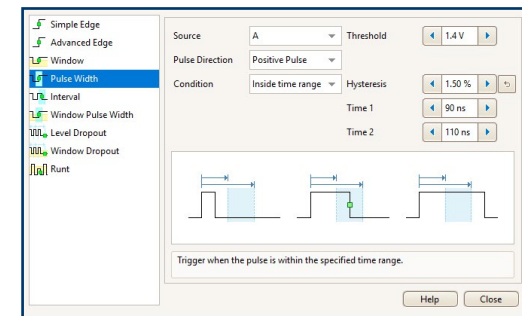 Simple Edge
Advanced Edge
Window
Pulse Width
Interval
Window Pulse Width
Level Dropout
Window Dropout
Runt
Source A Threshold 1.4 V
Pulse Direction Positive Pulse
Condition Inside time range Hysteresis 1.50 %
Time 1 90 ns
Time 2 110 ns
Trigger when the pulse is within the specified time range.
Help Close